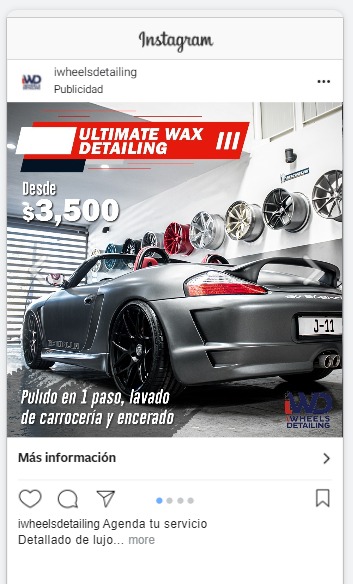 Instagram
iwheelsdetailing
Publicidad
ULTIMATE WAX
DETAILING
Desde
$3,500
J-11
Pulido en 1 paso, lavado
de carrocería y encerado
iWD
WHEELS
DETAILING
Más información
iwheelsdetailing Agenda tu servicio
Detallado de lujo... more